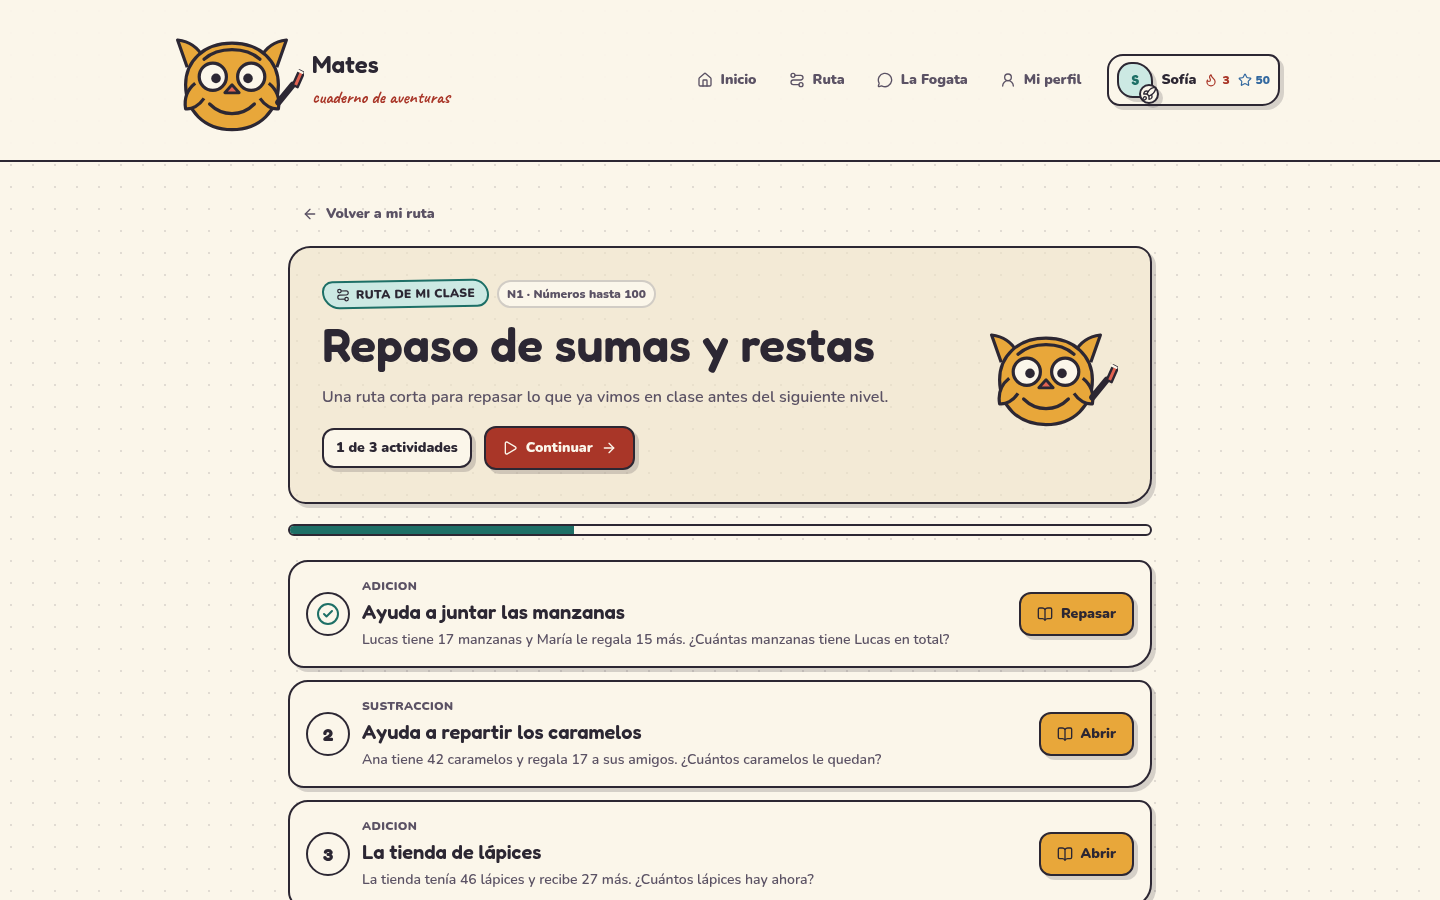 Mates
cuaderno de aventuras
Inicio
Ruta
La Fogata
Mi perfil
S
Sofía
3
50
Volver a mi ruta
RUTA DE MI CLASE
N1 · Números hasta 100
Repaso de sumas y restas
Una ruta corta para repasar lo que ya vimos en clase antes del siguiente nivel.
1 de 3 actividades
Continuar
ADICION
Ayuda a juntar las manzanas
Lucas tiene 17 manzanas y María le regala 15 más. ¿Cuántas manzanas tiene Lucas en total?
Repasar
SUSTRACCION
2
Ayuda a repartir los caramelos
Ana tiene 42 caramelos y regala 17 a sus amigos. ¿Cuántos caramelos le quedan?
Abrir
ADICION
3
La tienda de lápices
La tienda tenía 46 lápices y recibe 27 más. ¿Cuántos lápices hay ahora?
Abrir